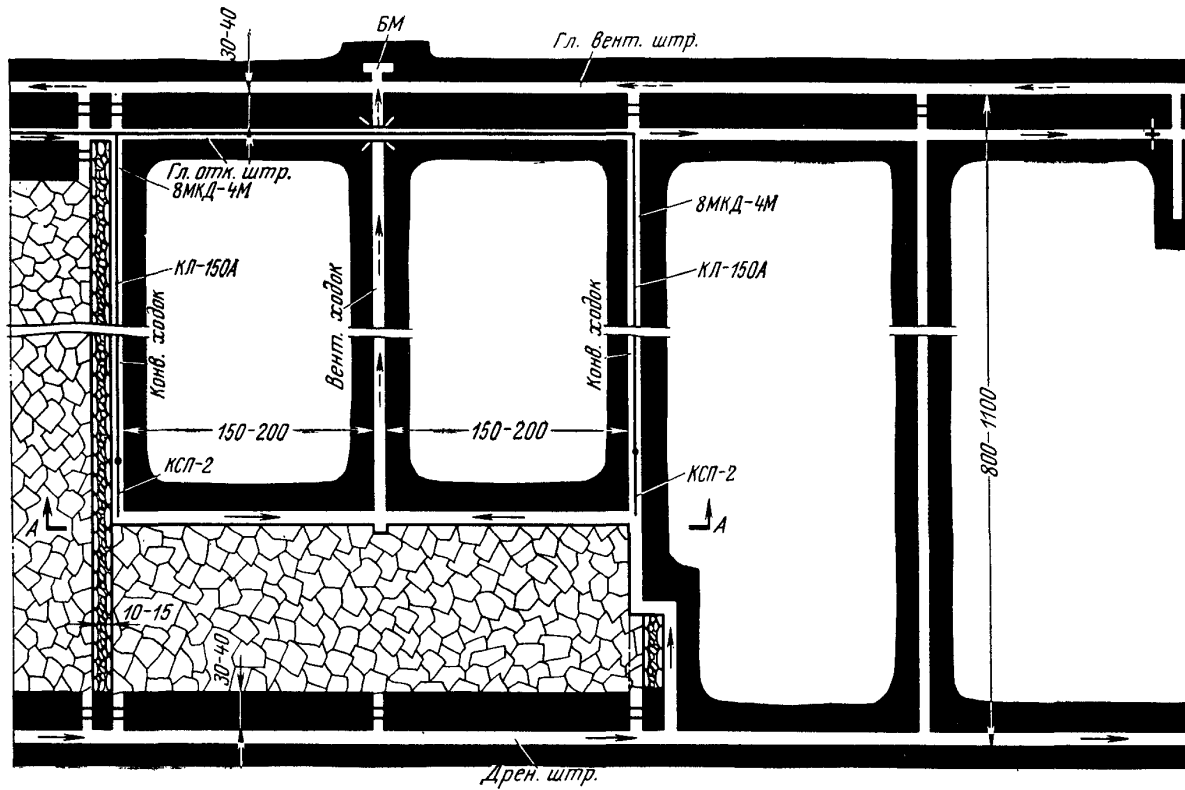 30-40
БМ
Гл. вент. штр.
Гл. отк. штр.
8МКД-4М
8МКД-4М
КЛ-150А
КЛ-150А
Конв. ходок
Вент. ходок
Конв. ходок
150-200
150-200
800-1100
КСП-2
КСП-2
А
А
10-15
30-40
Дрен. штр.